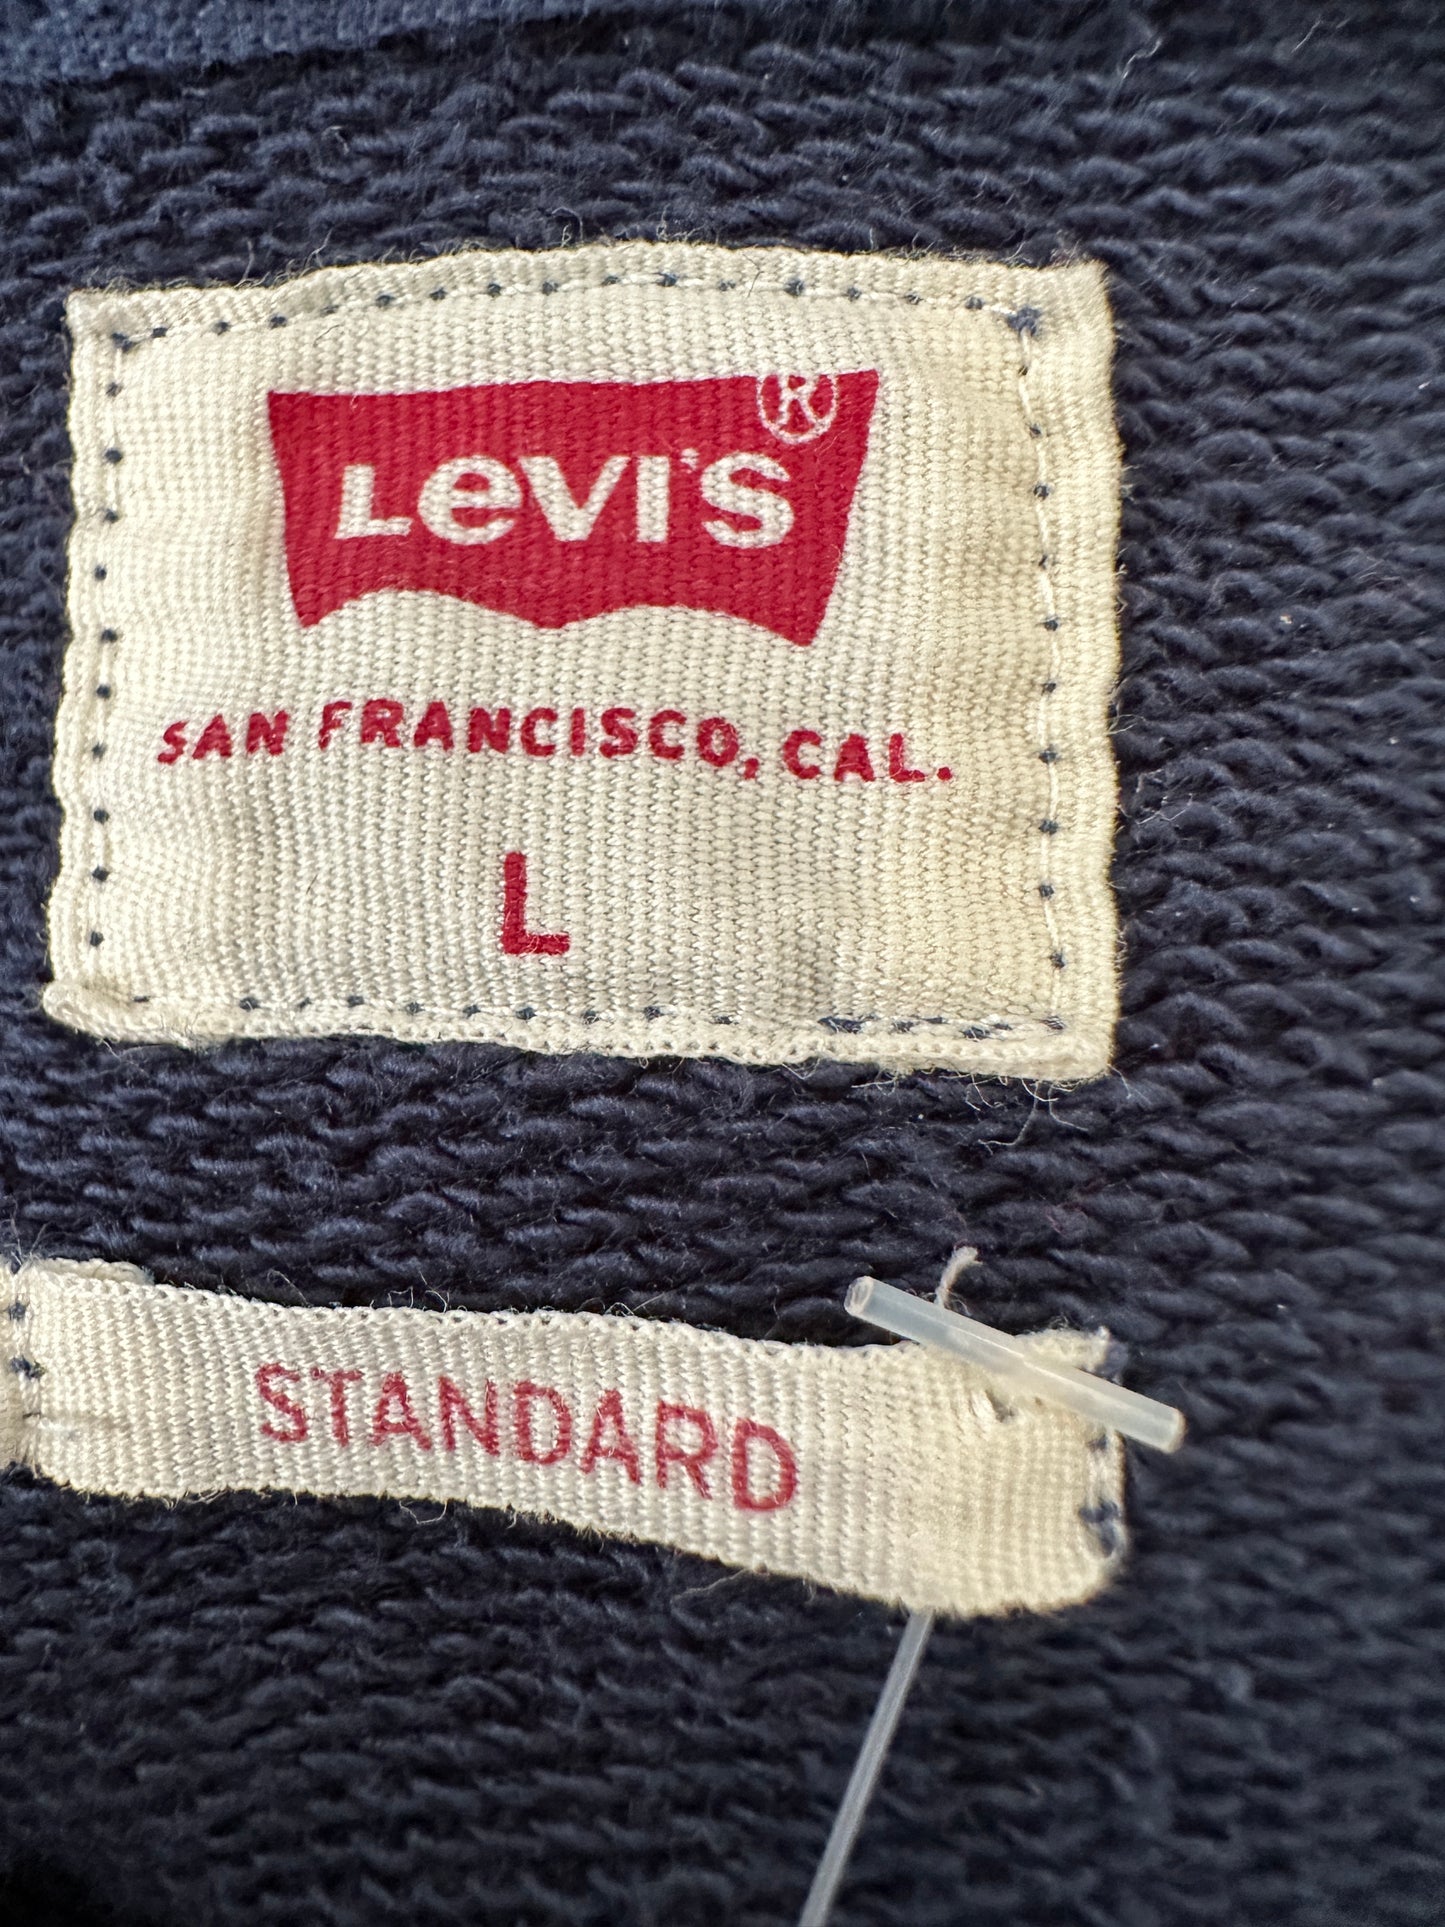 LEVI'S®
SAN FRANCISCO, CAL.
L
STANDARD